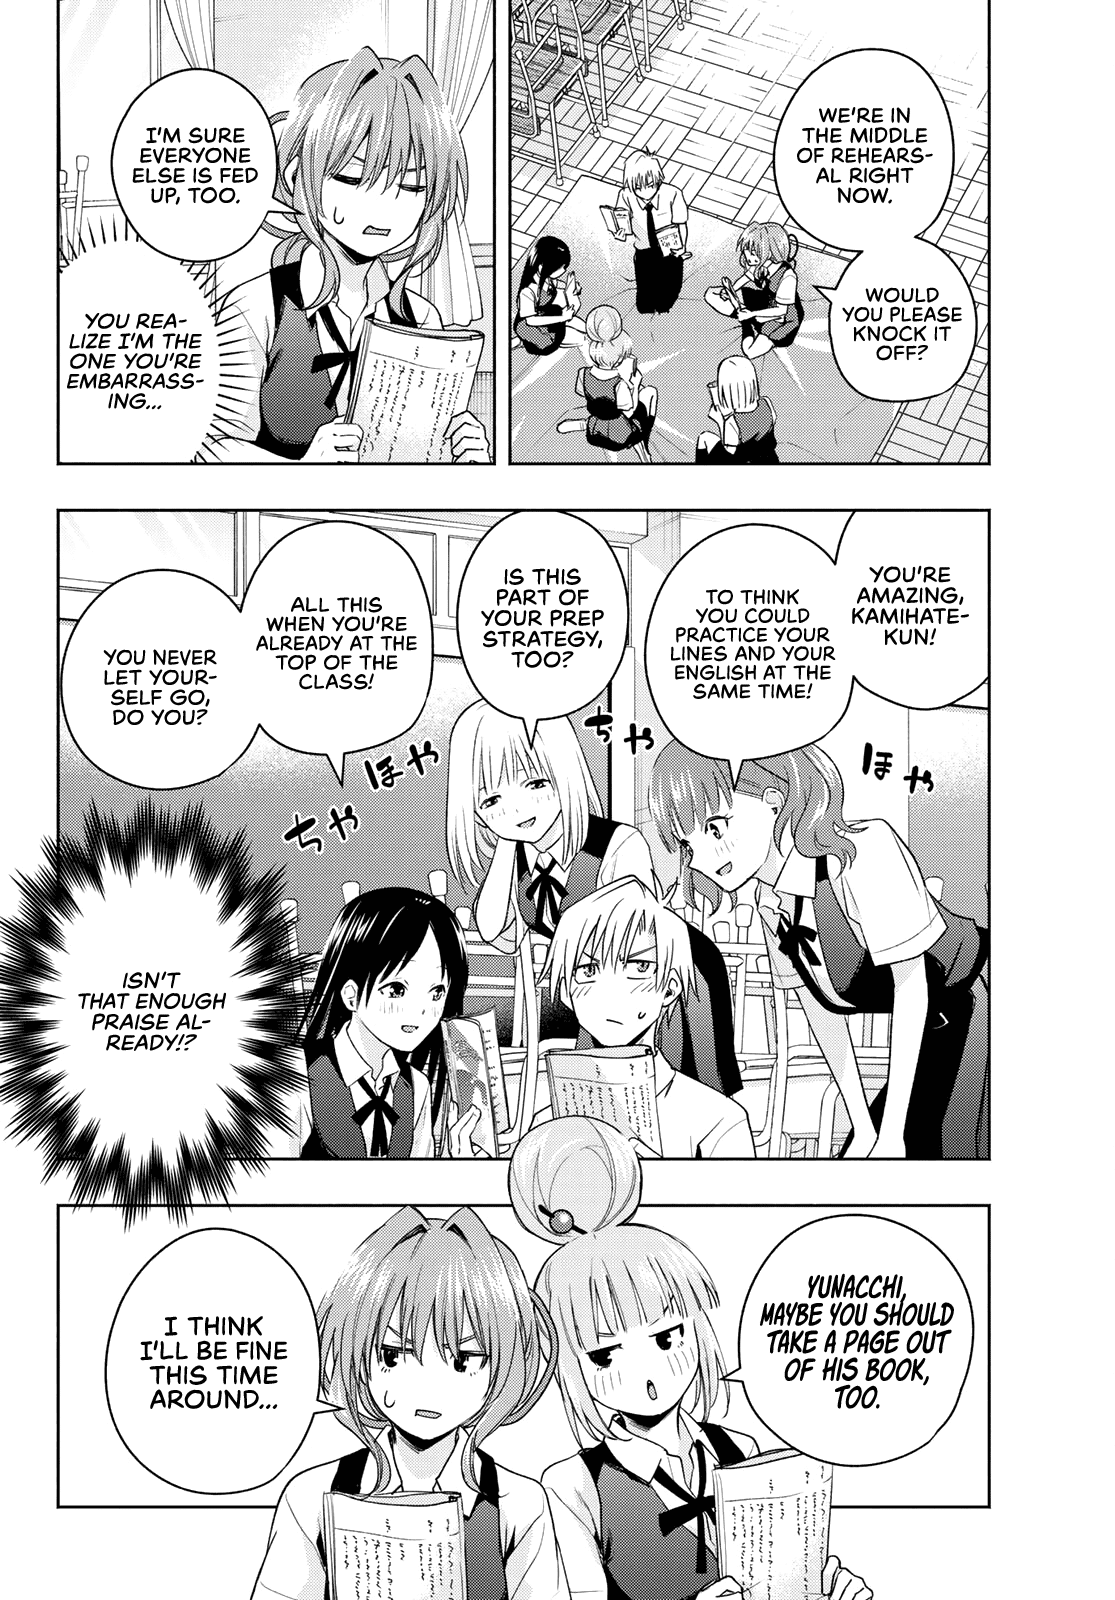 WE'RE IN
THE MIDDLE
OF REHEARS-
AL RIGHT
NOW.
WOULD
YOU PLEASE
KNOCK IT
OFF?
I'M SURE
EVERYONE
ELSE IS FED
UP, TOO.
YOU REA-
LIZE I'M THE
ONE YOU'RE
EMBARRASS-
ING...
YOU'RE
AMAZING,
KAMIHATE-
KUN!
TO THINK
YOU COULD
PRACTICE YOUR
LINES AND YOUR
ENGLISH AT THE
SAME TIME!
IS THIS
PART OF
YOUR PREP
STRATEGY,
TOO?
ALL THIS
WHEN YOU'RE
ALREADY AT THE
TOP OF THE
CLASS!
YOU NEVER
LET YOUR-
SELF GO,
DO YOU?
ほや
ちや
ほや
ちや
ISN'T
THAT ENOUGH
PRAISE AL-
READY!?
YUNACCHI,
MAYBE YOU SHOULD
TAKE A PAGE OUT
OF HIS BOOK,
TOO.
I THINK
I'LL BE FINE
THIS TIME
AROUND...